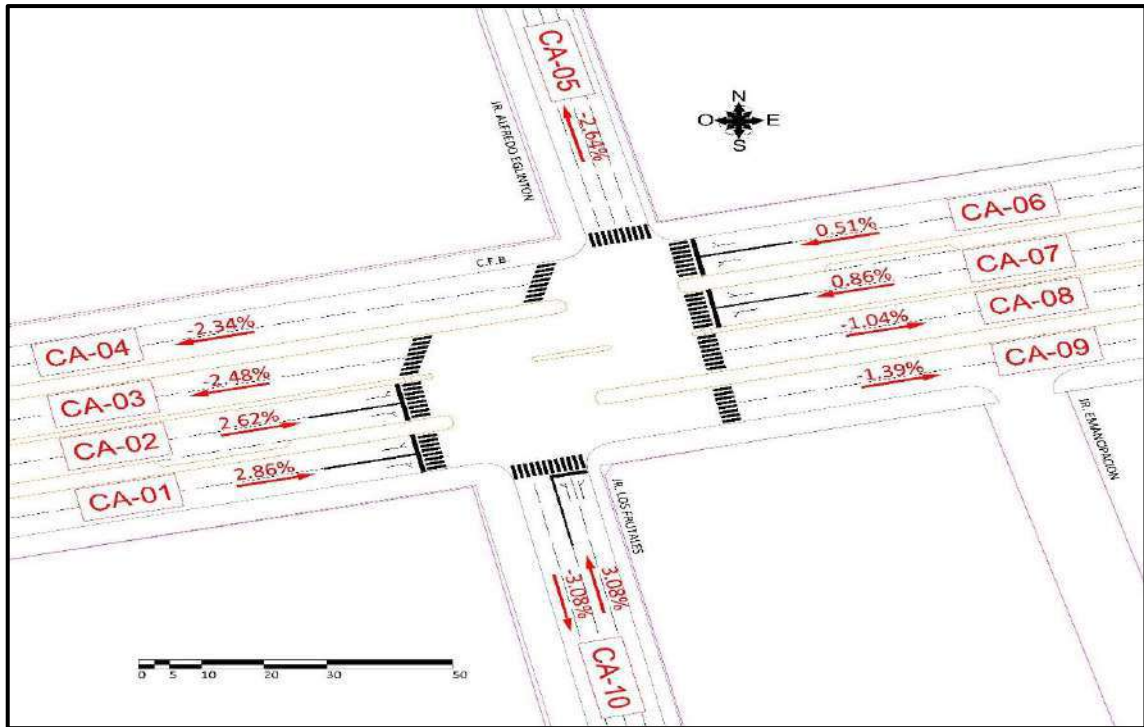 CA-05
JR. ALFREDO EGLINTON
-2.64%
N
O E
S
CA-06
0.51%
C.F.B
CA-07
0.86%
CA-08
-1.04%
CA-04
-2.34%
CA-09
-1.39%
CA-03
-2.48%
CA-02
2.62%
JR. EMANCIPACION
CA-01
2.86%
JR. LOS FRUTALES
-3.08%
3.08%
CA-10
0 5 10 20 30 50